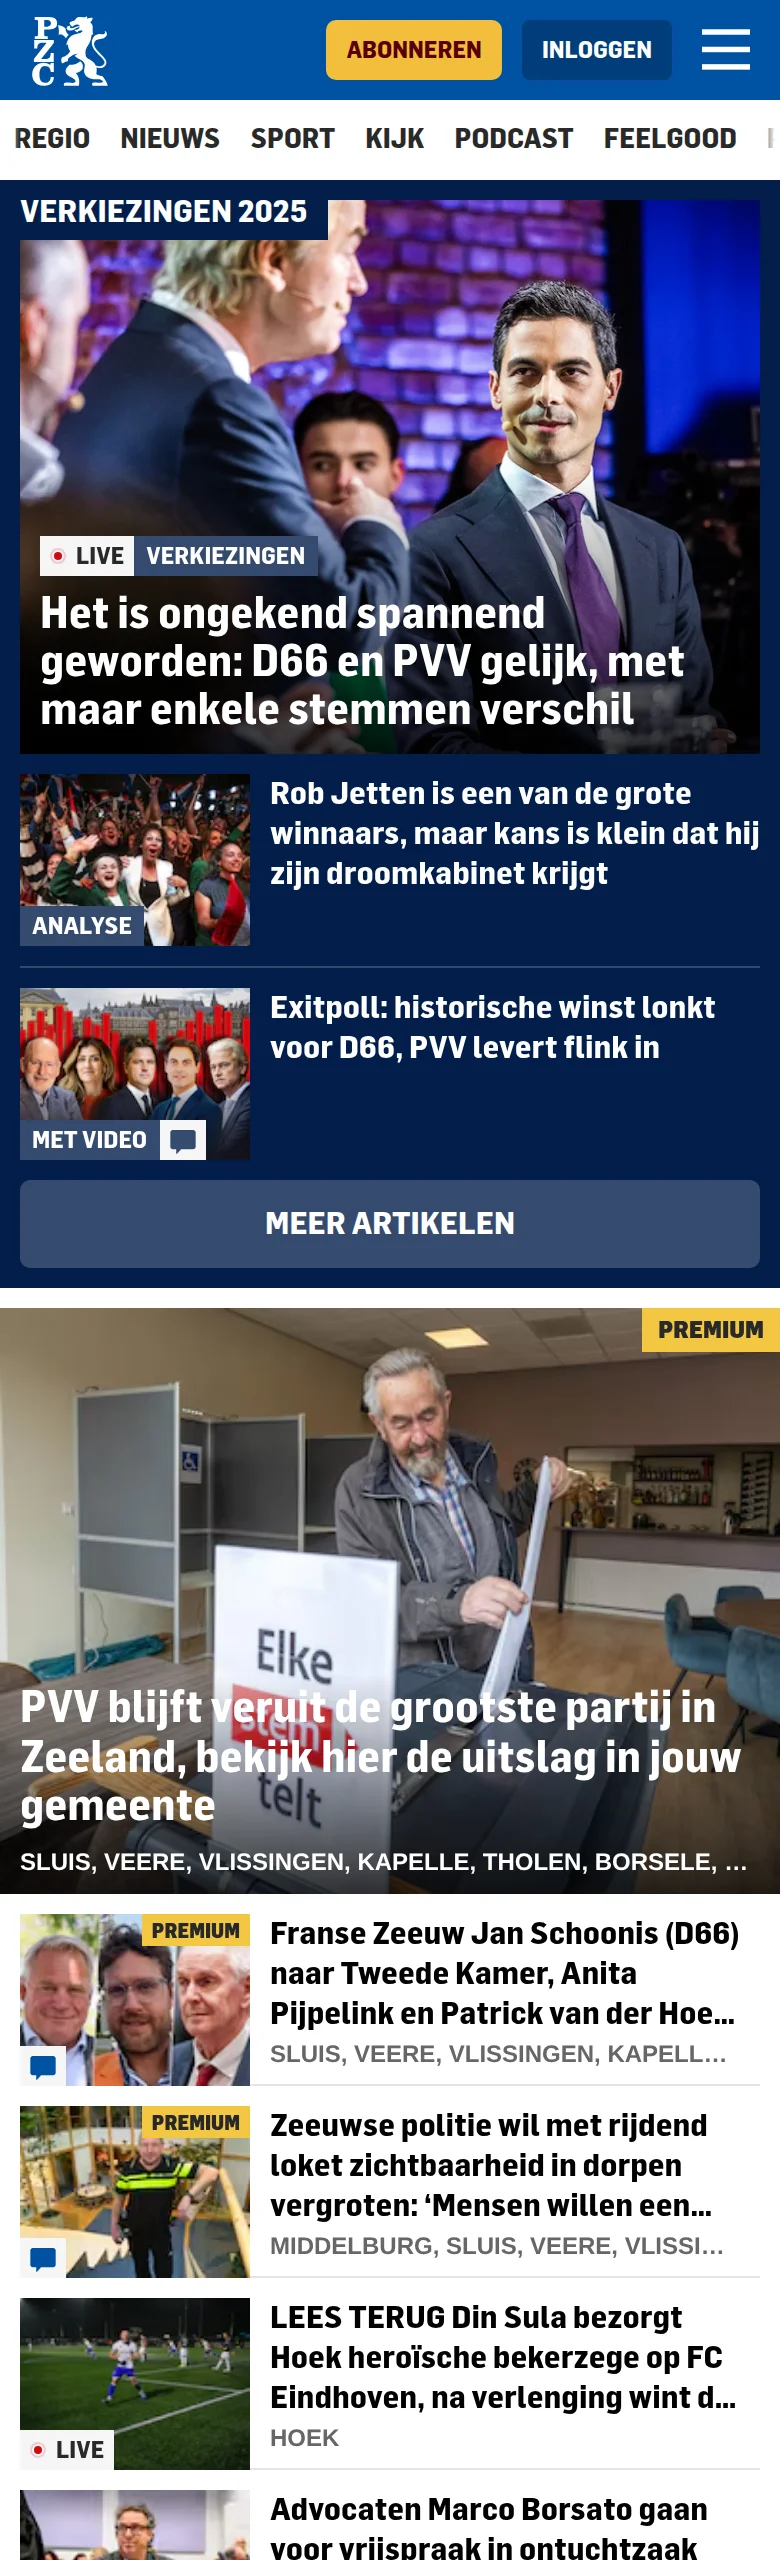 PZC
ABONNEREN
INLOGGEN
REGIO NIEUWS SPORT KIJK PODCAST FEELGOOD
VERKIEZINGEN 2025
LIVE VERKIEZINGEN
Het is ongekend spannend
geworden: D66 en PVV gelijk, met
maar enkele stemmen verschil
Rob Jetten is een van de grote
winnaars, maar kans is klein dat hij
zijn droomkabinet krijgt
ANALYSE
Exitpoll: historische winst lonkt
voor D66, PVV levert flink in
MET VIDEO
MEER ARTIKELEN
PREMIUM
Elke
stem
telt
PVV blijft veruit de grootste partij in
Zeeland, bekijk hier de uitslag in jouw
gemeente
SLUIS, VEERE, VLISSINGEN, KAPELLE, THOLEN, BORSELE, ...
PREMIUM
Franse Zeeuw Jan Schoonis (D66)
naar Tweede Kamer, Anita
Pijpelink en Patrick van der Hoe...
SLUIS, VEERE, VLISSINGEN, KAPELL...
PREMIUM
Zeeuwse politie wil met rijdend
loket zichtbaarheid in dorpen
vergroten: ‘Mensen willen een...
MIDDELBURG, SLUIS, VEERE, VLISSI...
LEES TERUG Din Sula bezorgt
Hoek heroïsche bekerzege op FC
Eindhoven, na verlenging wint d...
HOEK
LIVE
Advocaten Marco Borsato gaan
voor vrijspraak in ontuchtzaak